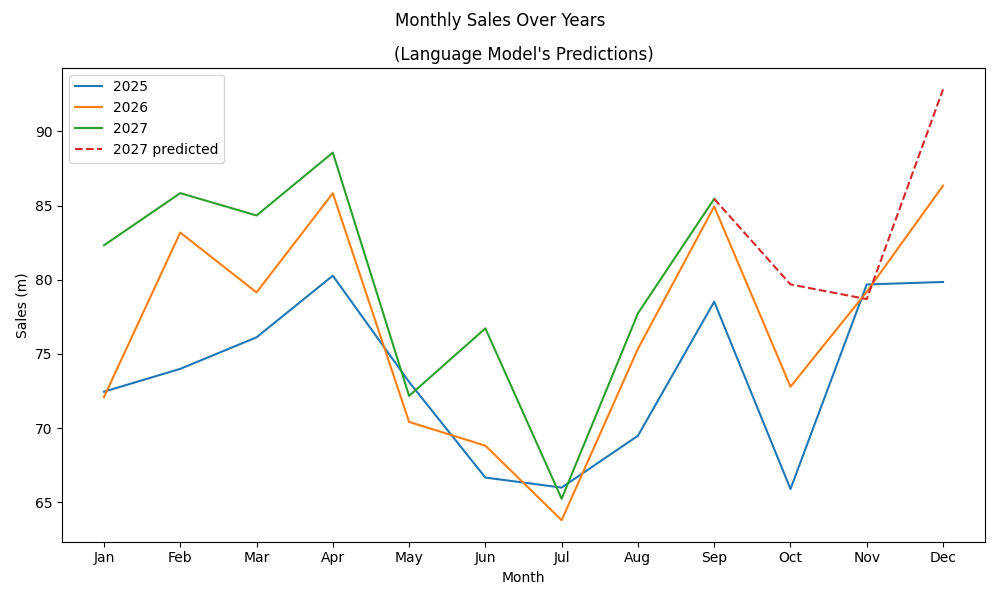 Monthly Sales Over Years
(Language Model's Predictions)
2025
2026
2027
2027 predicted
Sales (m)
90
85
80
75
70
65
Jan Feb Mar Apr May Jun Jul Aug Sep Oct Nov Dec
Month